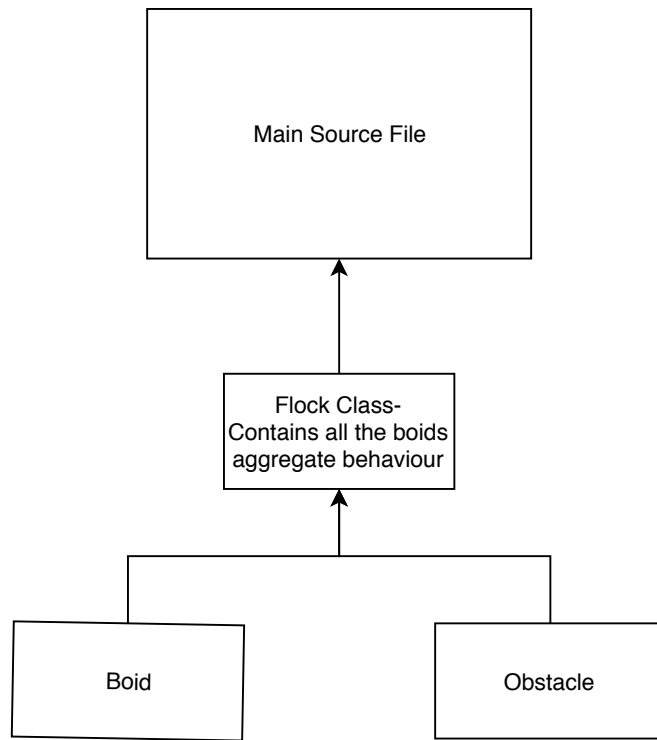 Main Source File
Flock Class-
Contains all the boids
aggregate behaviour
Boid
Obstacle